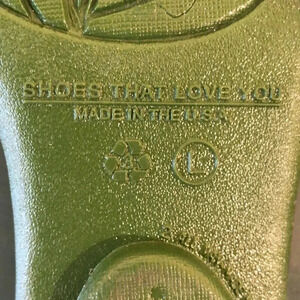 SHOES THAT LOVE YOU
MADE IN THE U.S.A.
L